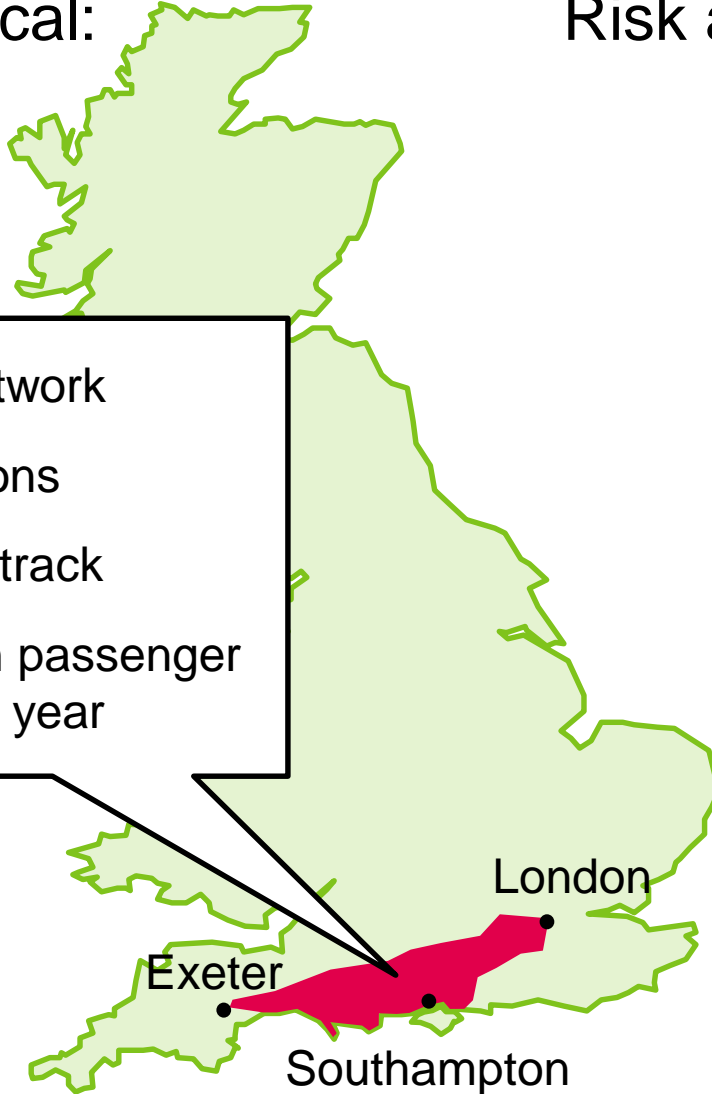 cal:
Risk a
twork
ons
track
n passenger
year
London
Exeter
Southampton